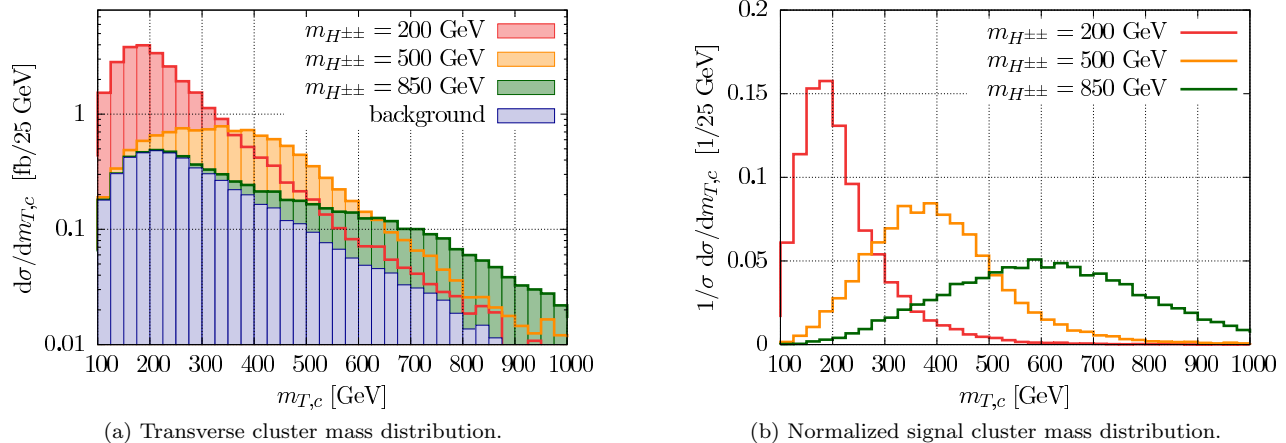 m_{H^{±±}} = 200 GeV
m_{H^{±±}} = 500 GeV
m_{H^{±±}} = 850 GeV
background
dσ/dm_{T,c} [fb/25 GeV]
1
0.1
0.01
100 200 300 400 500 600 700 800 900 1000
m_{T,c} [GeV]
(a) Transverse cluster mass distribution.
m_{H^{±±}} = 200 GeV
m_{H^{±±}} = 500 GeV
m_{H^{±±}} = 850 GeV
1/σ dσ/dm_{T,c} [1/25 GeV]
0.2
0.15
0.1
0.05
0
100 200 300 400 500 600 700 800 900 1000
m_{T,c} [GeV]
(b) Normalized signal cluster mass distribution.